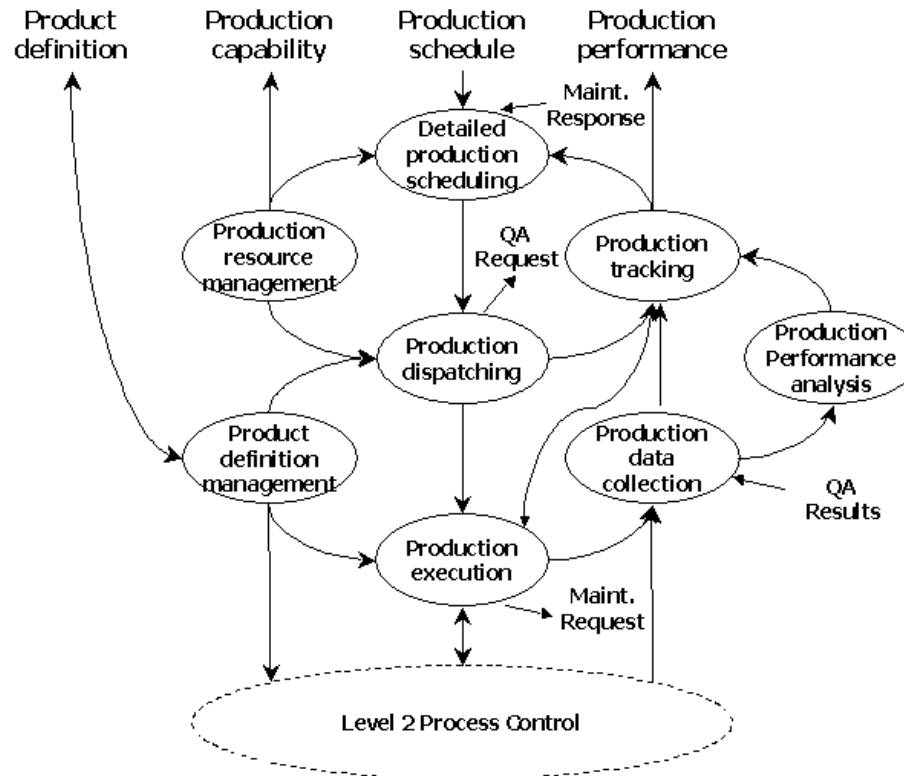 Product
definition
Production
capability
Production
schedule
Production
performance
Maint.
Response
Detailed
production
scheduling
Production
resource
management
QA
Request
Production
tracking
Production
dispatching
Production
Performance
analysis
Product
definition
management
Production
data
collection
QA
Results
Production
execution
Maint.
Request
Level 2 Process Control